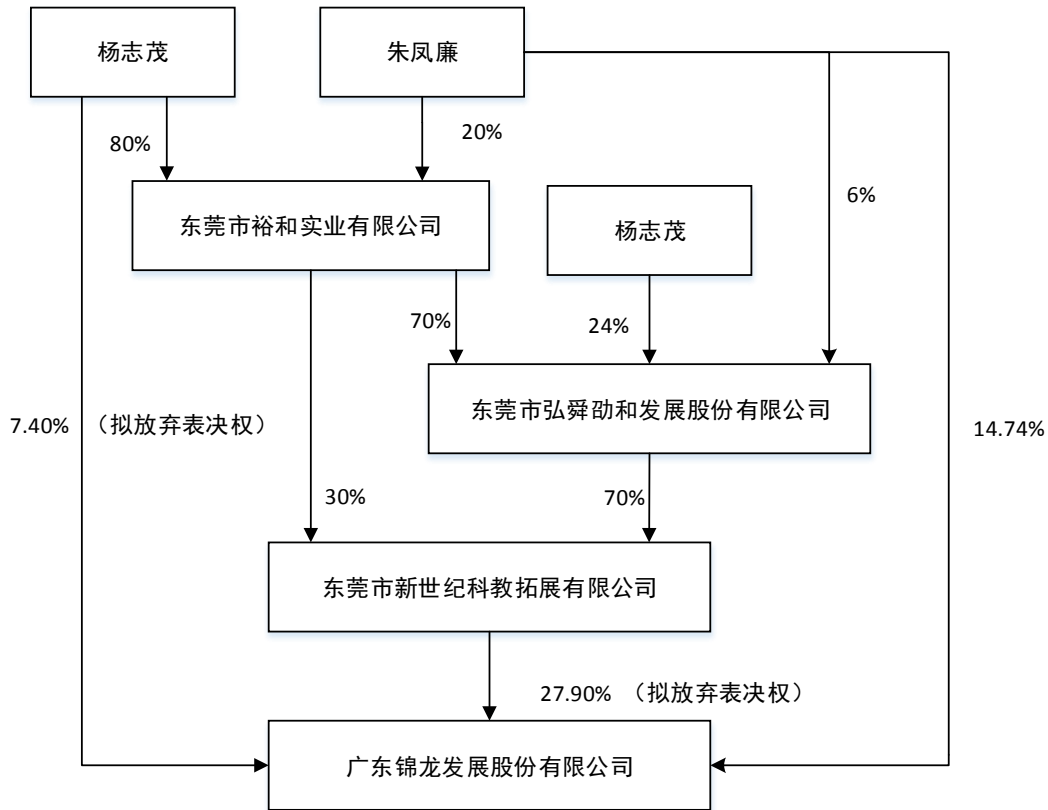 杨志茂
朱凤廉
80%
20%
东莞市裕和实业有限公司
杨志茂
6%
70%
24%
东莞市弘舜劭和发展股份有限公司
7.40% （拟放弃表决权）
14.74%
30%
70%
东莞市新世纪科教拓展有限公司
27.90% （拟放弃表决权）
广东锦龙发展股份有限公司